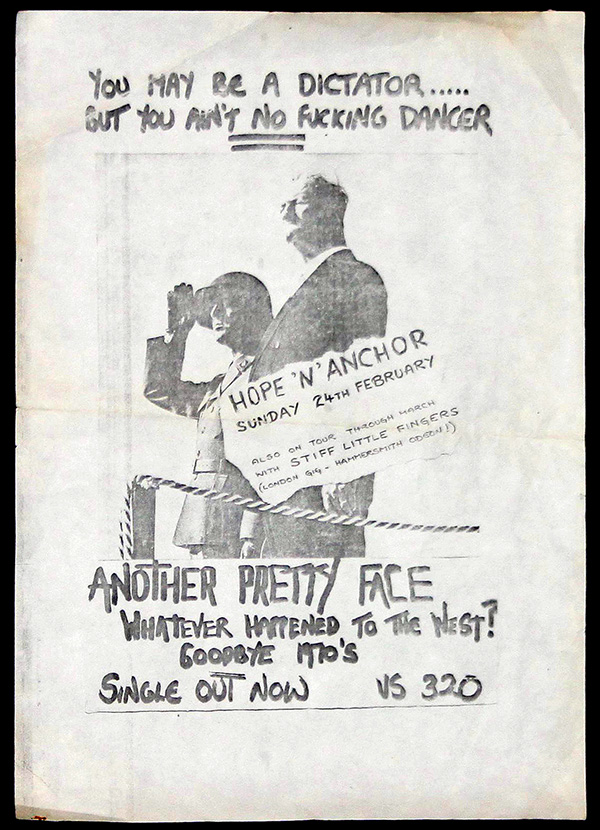 YOU MAY BE A DICTATOR.....
BUT YOU AIN'T NO FUCKING DANCER
HOPE 'N' ANCHOR
SUNDAY 24TH FEBRUARY
ALSO ON TOUR THROUGH MARCH
WITH STIFF LITTLE FINGERS
(LONDON GIG - HAMMERSMITH ODEON!)
ANOTHER PRETTY FACE
WHATEVER HAPPENED TO THE WEST?
GOODBYE 1970'S
SINGLE OUT NOW VS 320